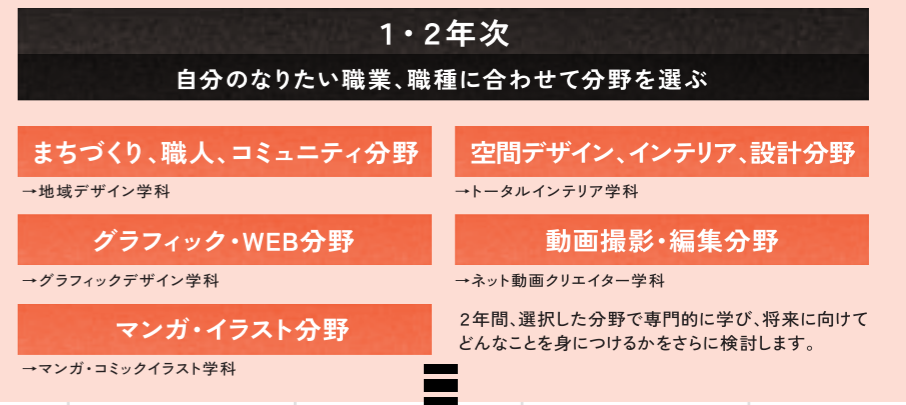 1・2年次
自分のなりたい職業、職種に合わせて分野を選ぶ
まちづくり、職人、コミュニティ分野
→地域デザイン学科
空間デザイン、インテリア、設計分野
→トータルインテリア学科
グラフィック・WEB分野
→グラフィックデザイン学科
動画撮影・編集分野
→ネット動画クリエイター学科
マンガ・イラスト分野
→マンガ・コミックイラスト学科
2年間、選択した分野で専門的に学び、将来に向けて
どんなことを身につけるかをさらに検討します。